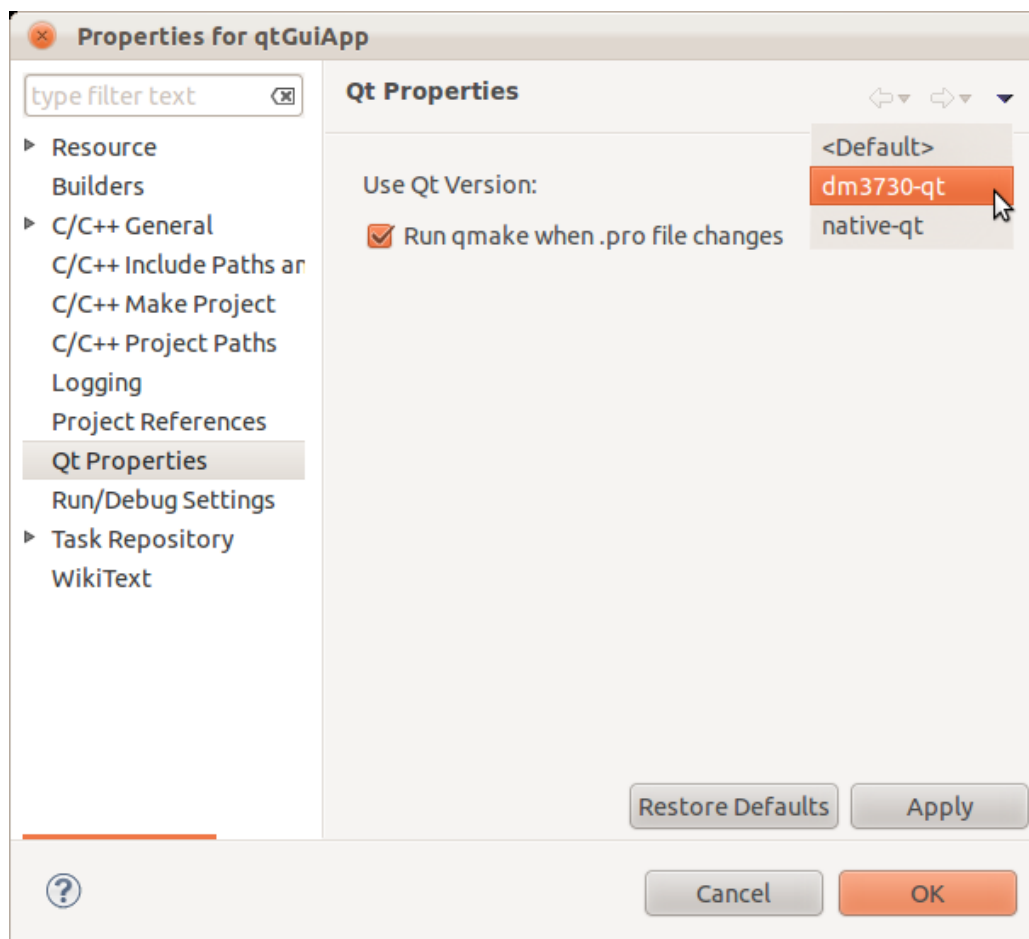 Properties for qtGuiApp
type filter text
Resource
Builders
C/C++ General
C/C++ Include Paths an
C/C++ Make Project
C/C++ Project Paths
Logging
Project References
Qt Properties
Run/Debug Settings
Task Repository
WikiText
Qt Properties
Use Qt Version:
<Default>
dm3730-qt
native-qt
Run qmake when .pro file changes
Restore Defaults
Apply
?
Cancel
OK